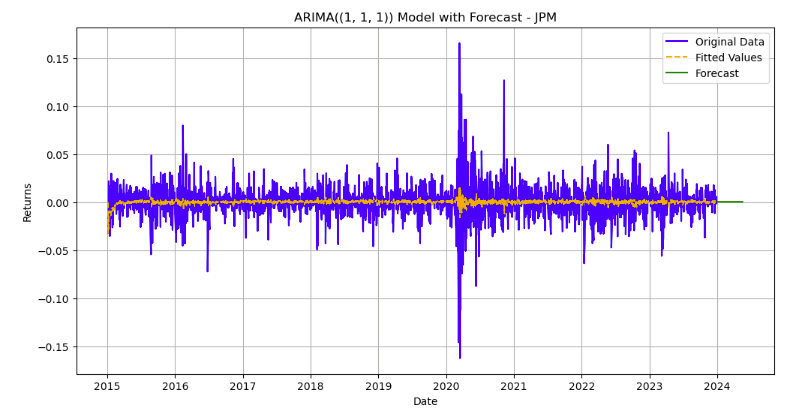 ARIMA((1, 1, 1)) Model with Forecast - JPM
Original Data
Fitted Values
Forecast
0.15
0.10
0.05
0.00
−0.05
−0.10
−0.15
Returns
2015 2016 2017 2018 2019 2020 2021 2022 2023 2024
Date